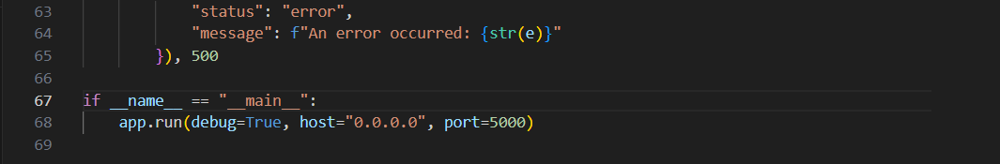 63 "status": "error",
64 "message": f"An error occurred: {str(e)}"
65 }), 500
66
67 if __name__ == "__main__":
68 app.run(debug=True, host="0.0.0.0", port=5000)
69